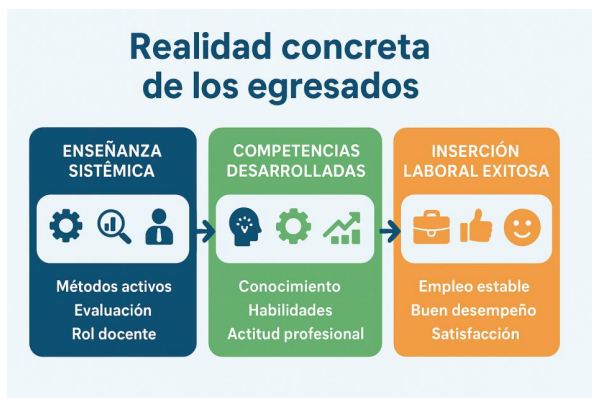 Realidad concreta
de los egresados
ENSEÑANZA
SISTÊMICA
Métodos activos
Evaluación
Rol docente
COMPETENCIAS
DESARROLLADAS
Conocimiento
Habilidades
Actitud profesional
INSERCIÓN
LABORAL EXITOSA
Empleo estable
Buen desempeño
Satisfacción